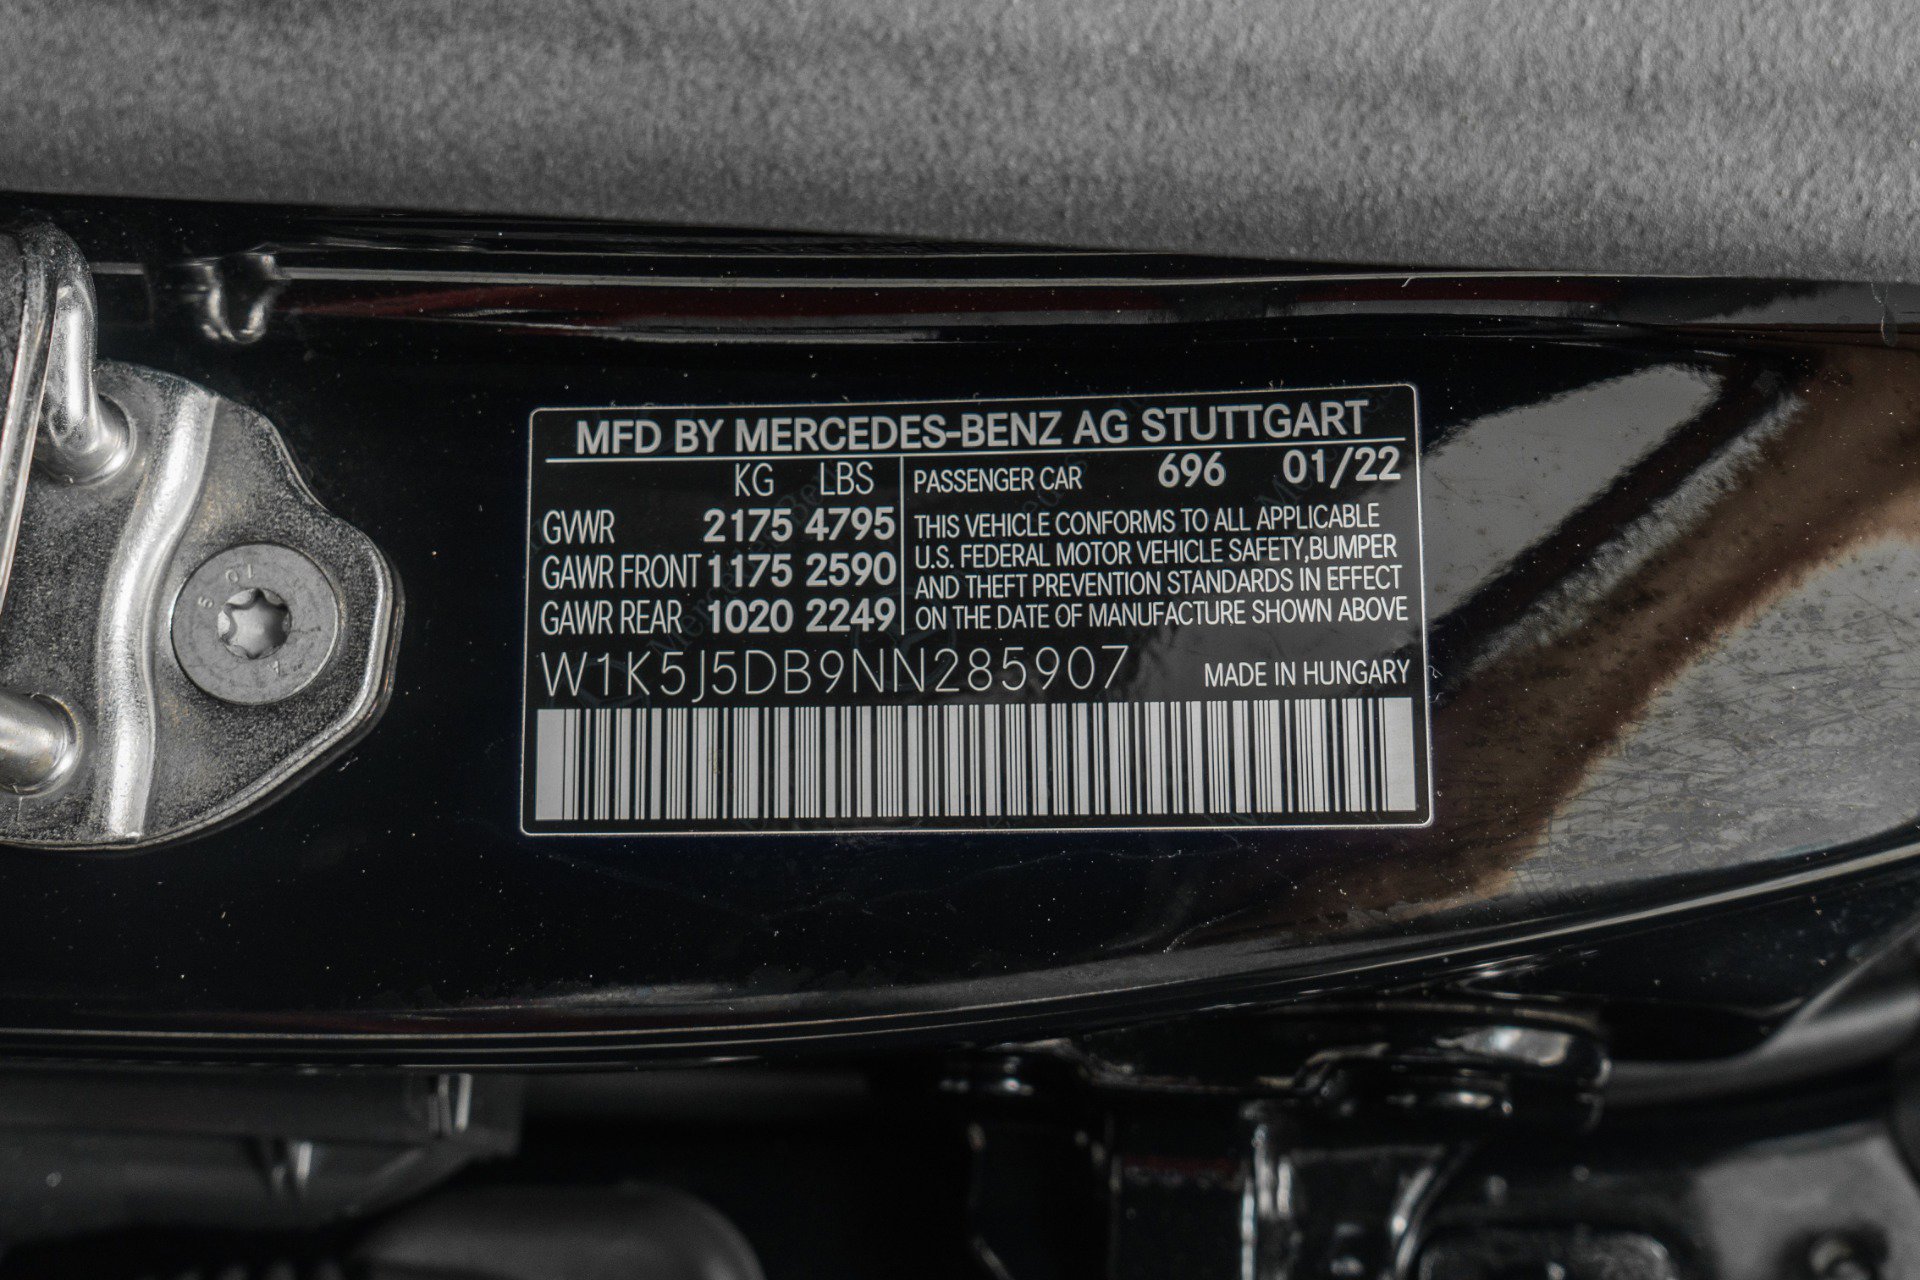 MFD BY MERCEDES-BENZ AG STUTTGART
KG LBS
GVWR 2175 4795
GAWR FRONT 1175 2590
GAWR REAR 1020 2249
PASSENGER CAR 696 01/22
THIS VEHICLE CONFORMS TO ALL APPLICABLE
U.S. FEDERAL MOTOR VEHICLE SAFETY,BUMPER
AND THEFT PREVENTION STANDARDS IN EFFECT
ON THE DATE OF MANUFACTURE SHOWN ABOVE
W1K5J5DB9NN285907
MADE IN HUNGARY